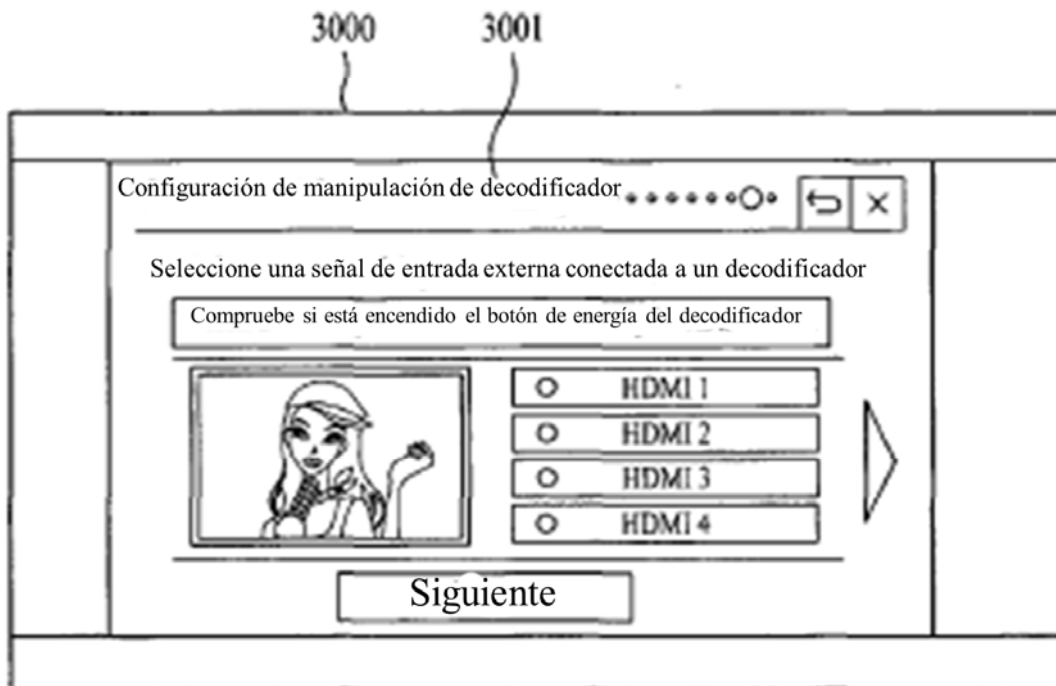 3000 3001
Configuración de manipulación de decodificador
Seleccione una señal de entrada externa conectada a un decodificador
Compruebe si está encendido el botón de energía del decodificador
HDMI 1
HDMI 2
HDMI 3
HDMI 4
Siguiente